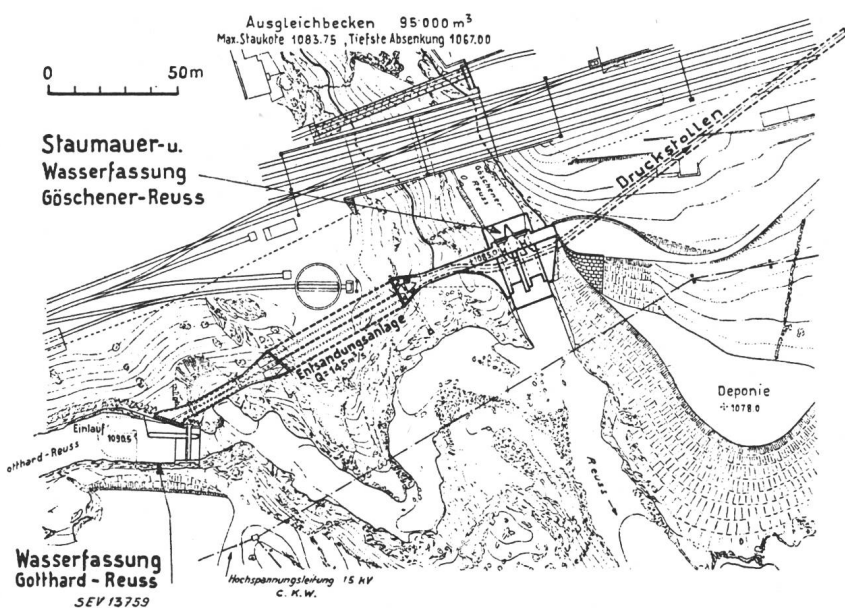 Ausgleichbecken 95·000 m³
Max. Staukote 1083.75 , Tiefste Absenkung 1067.00
0 50m
Staumauer- u.
Wasserfassung
Göschener-Reuss
Göschener-
Reuss
Druckstollen
Entsandungsanlage
Deponie
1078.0
Einlauf
1090.5
otthard-Reuss
Reuss
Wasserfassung
Gotthard-Reuss
SEV 13759
Hochspannungsleitung 15 kV
C. K. W.